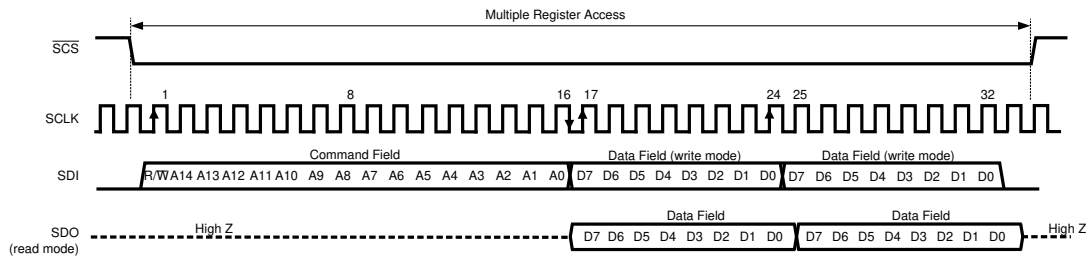 Multiple Register Access
SCS
1 8 16 17 24 25 32
SCLK
Command Field Data Field (write mode) Data Field (write mode)
SDI R/W A14 A13 A12 A11 A10 A9 A8 A7 A6 A5 A4 A3 A2 A1 A0 D7 D6 D5 D4 D3 D2 D1 D0 D7 D6 D5 D4 D3 D2 D1 D0
Data Field Data Field
SDO High Z High Z
(read mode) D7 D6 D5 D4 D3 D2 D1 D0 D7 D6 D5 D4 D3 D2 D1 D0